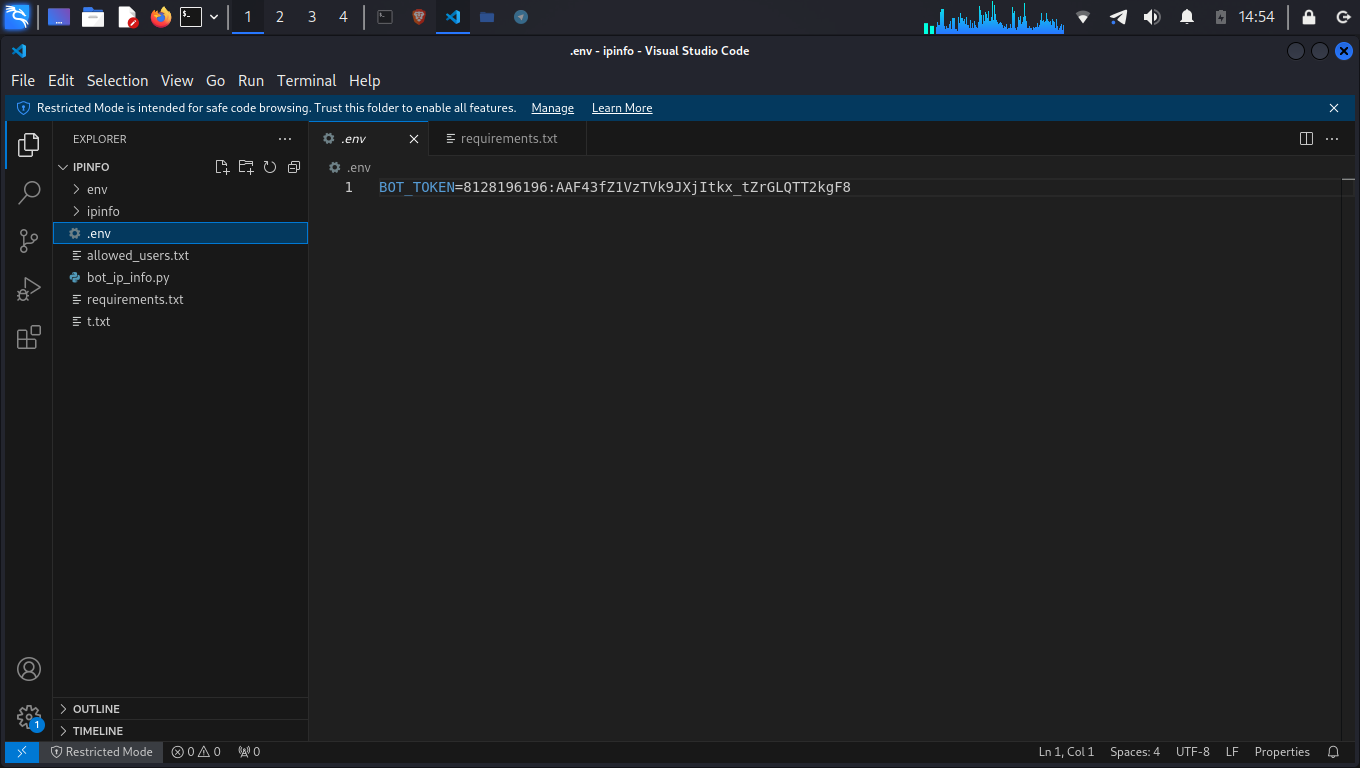 1 2 3 4 14:54
.env - ipinfo - Visual Studio Code
File Edit Selection View Go Run Terminal Help
Restricted Mode is intended for safe code browsing. Trust this folder to enable all features. Manage Learn More
EXPLORER
.env
requirements.txt
IPINFO
.env
env
1 BOT_TOKEN=8128196196:AAF43fZ1VzTVk9JXjItkx_tZrGLQTT2kgF8
ipinfo
.env
allowed_users.txt
bot_ip_info.py
requirements.txt
t.txt
OUTLINE
1
TIMELINE
Restricted Mode 0 0 0 Ln 1, Col 1 Spaces: 4 UTF-8 LF Properties